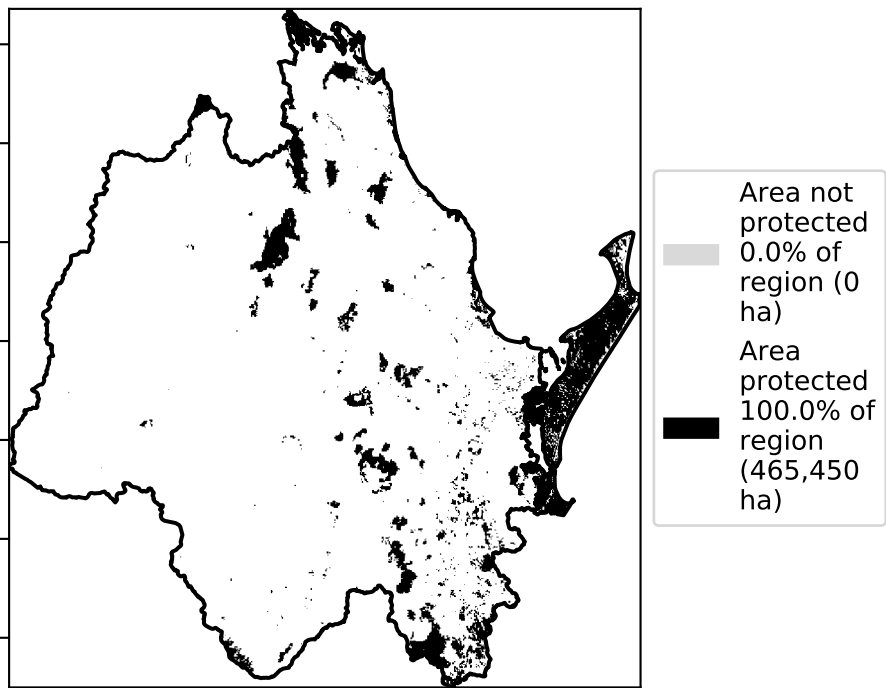 Area not
protected
0.0% of
region (0
ha)
Area
protected
100.0% of
region
(465,450
ha)